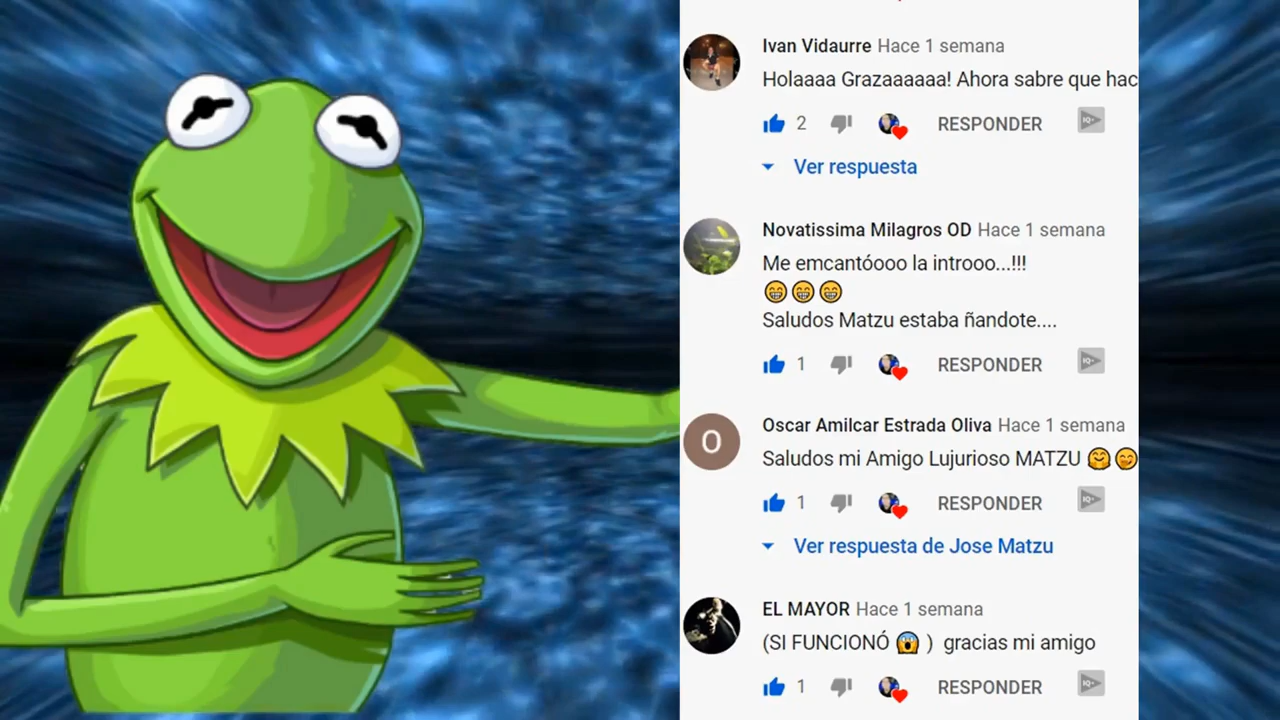 Ivan Vidaurre Hace 1 semana
Holaaaa Grazaaaaaa! Ahora sabre que hac
2 RESPONDER
Ver respuesta
Novatissima Milagros OD Hace 1 semana
Me emcantóooo la introoo...!!!
😁😁😁
Saludos Matzu estaba ñandote....
1 RESPONDER
O
Oscar Amilcar Estrada Oliva Hace 1 semana
Saludos mi Amigo Lujurioso MATZU 🤗🤭
1 RESPONDER
Ver respuesta de Jose Matzu
EL MAYOR Hace 1 semana
(SI FUNCIONÓ 😱 ) gracias mi amigo
1 RESPONDER